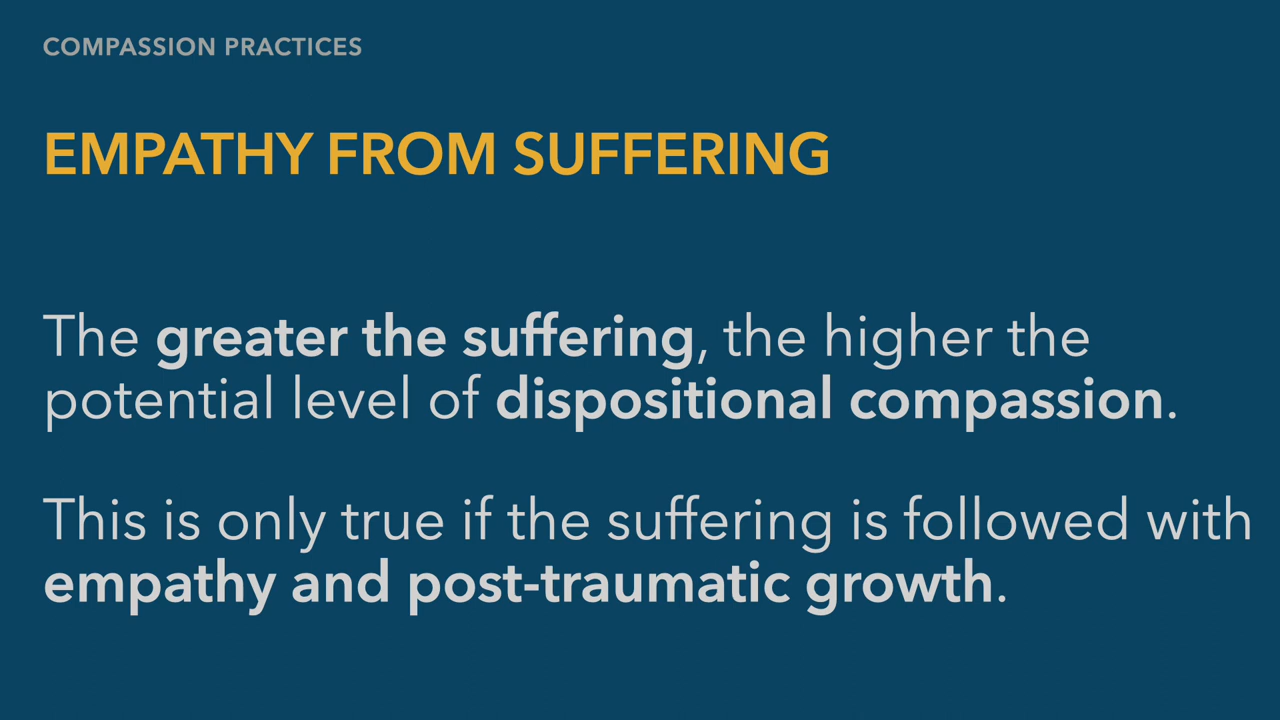 COMPASSION PRACTICES
EMPATHY FROM SUFFERING
The greater the suffering, the higher the
potential level of dispositional compassion.
This is only true if the suffering is followed with
empathy and post-traumatic growth.